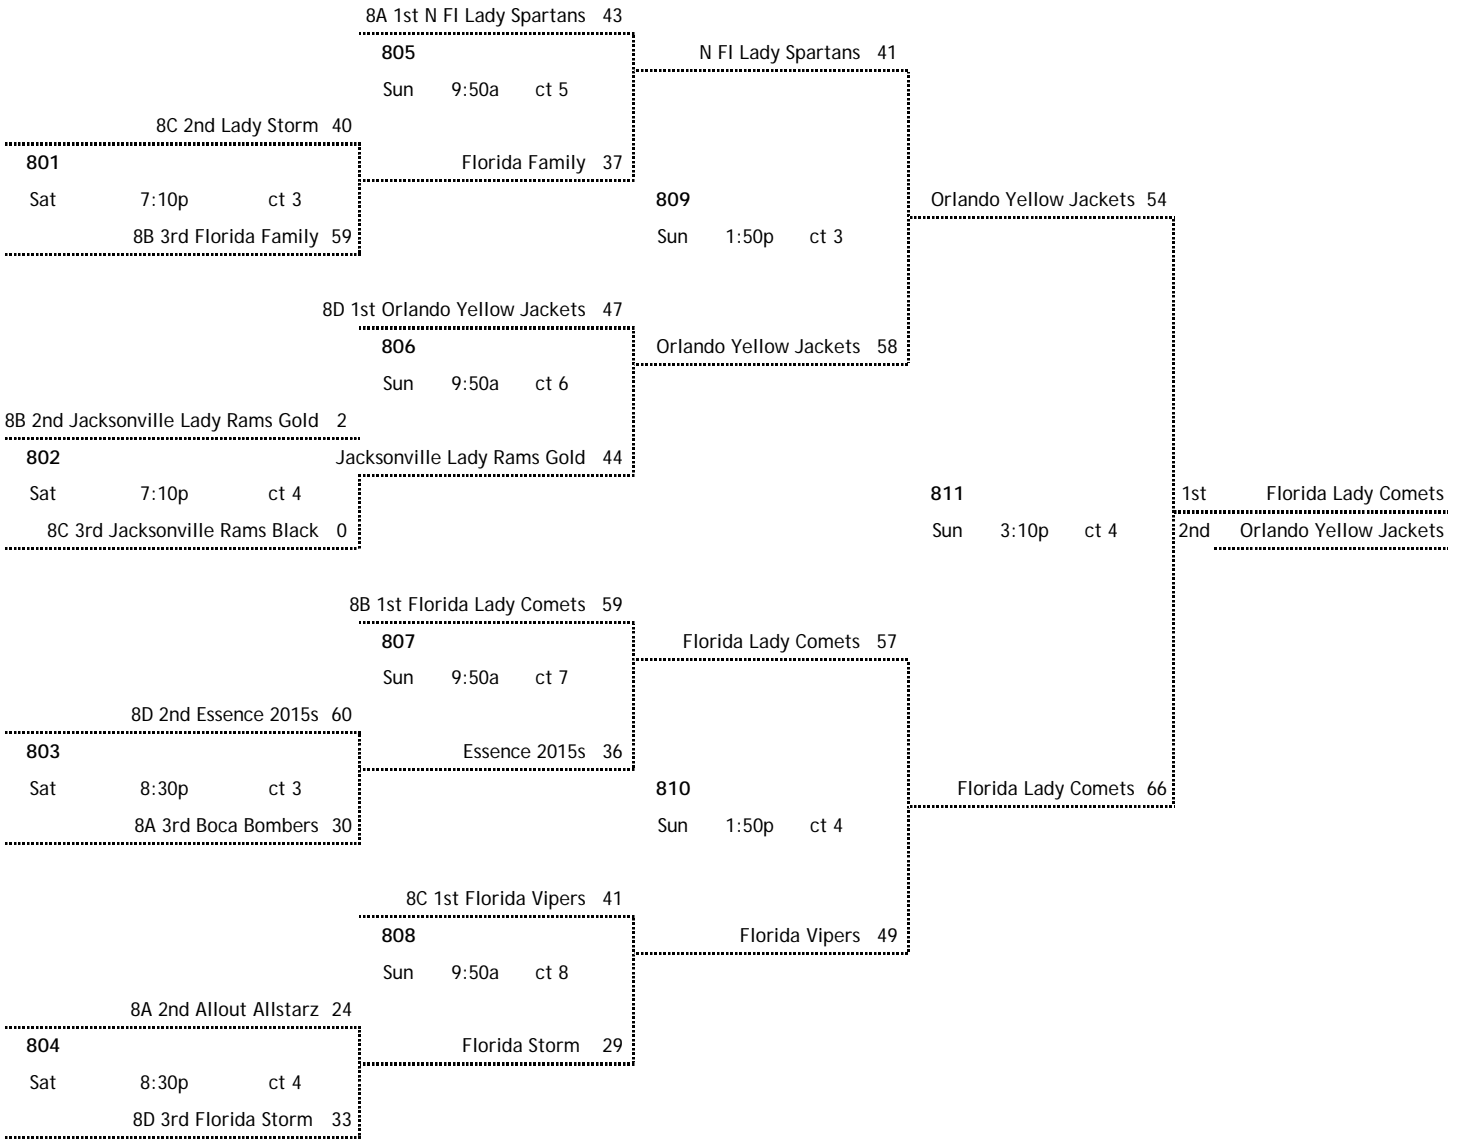 8A 1st N Fl Lady Spartans 43
805 N Fl Lady Spartans 41
Sun 9:50a ct 5
8C 2nd Lady Storm 40
801 Florida Family 37
Sat 7:10p ct 3 809 Orlando Yellow Jackets 54
8B 3rd Florida Family 59 Sun 1:50p ct 3
8D 1st Orlando Yellow Jackets 47
806 Orlando Yellow Jackets 58
Sun 9:50a ct 6
8B 2nd Jacksonville Lady Rams Gold 2
802 Jacksonville Lady Rams Gold 44
Sat 7:10p ct 4 811 1st Florida Lady Comets
8C 3rd Jacksonville Rams Black 0 Sun 3:10p ct 4 2nd Orlando Yellow Jackets
8B 1st Florida Lady Comets 59
807 Florida Lady Comets 57
Sun 9:50a ct 7
8D 2nd Essence 2015s 60
803 Essence 2015s 36
Sat 8:30p ct 3 810 Florida Lady Comets 66
8A 3rd Boca Bombers 30 Sun 1:50p ct 4
8C 1st Florida Vipers 41
808 Florida Vipers 49
Sun 9:50a ct 8
8A 2nd Allout Allstarz 24
804 Florida Storm 29
Sat 8:30p ct 4
8D 3rd Florida Storm 33